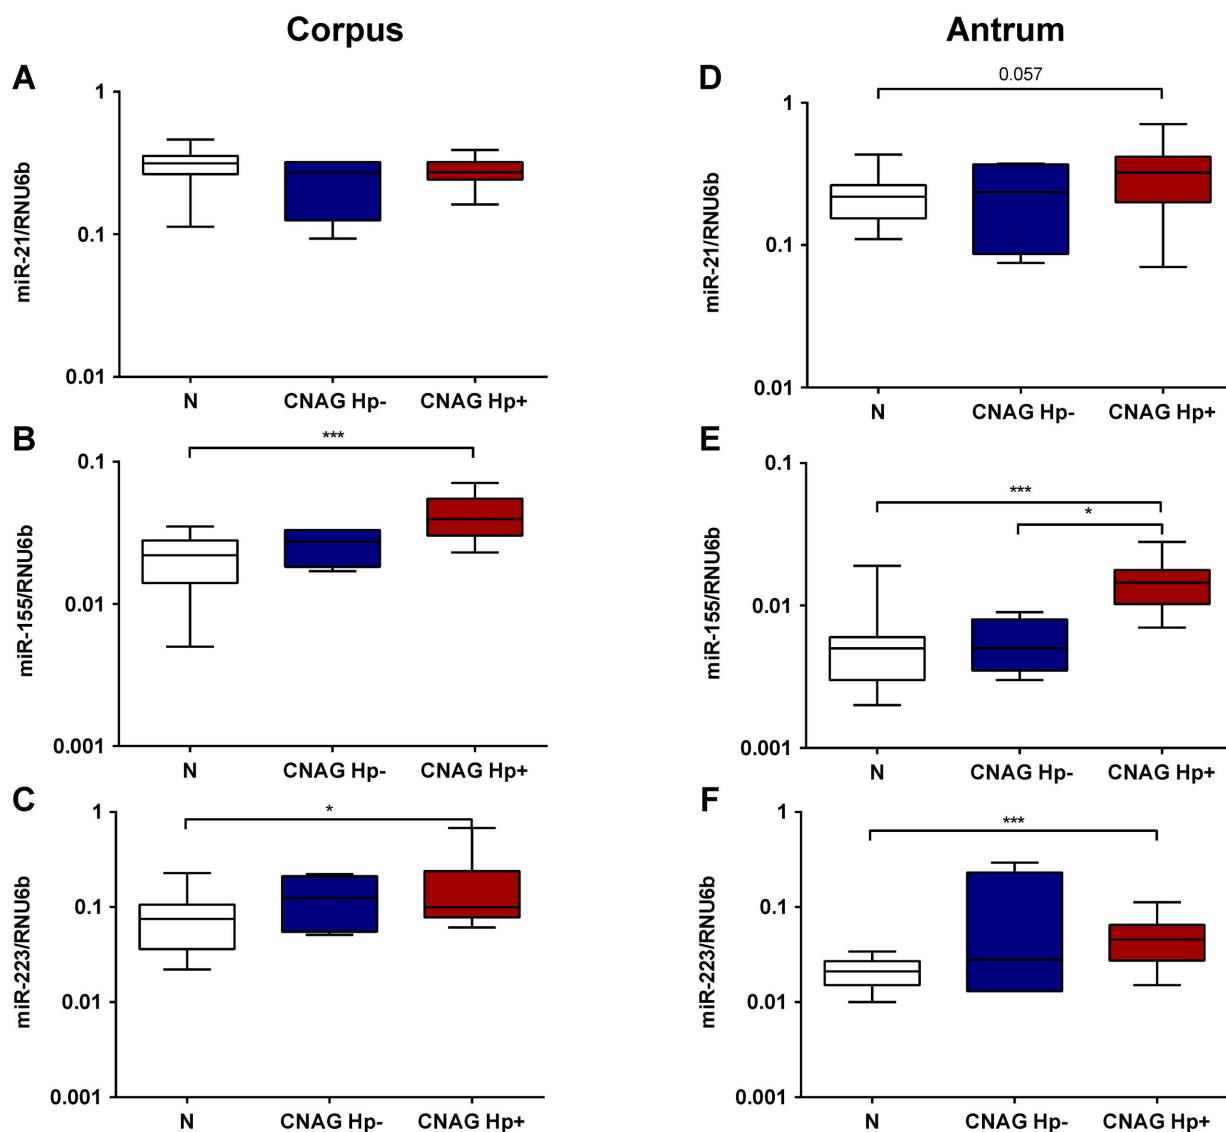 Corpus
Antrum
A
miR-21/RNU6b
1
0.1
0.01
N CNAG Hp- CNAG Hp+
D
0.057
miR-21/RNU6b
1
0.1
0.01
N CNAG Hp- CNAG Hp+
B
***
miR-155/RNU6b
0.1
0.01
0.001
N CNAG Hp- CNAG Hp+
E
***
*
miR-155/RNU6b
0.1
0.01
0.001
N CNAG Hp- CNAG Hp+
C
*
miR-223/RNU6b
1
0.1
0.01
0.001
N CNAG Hp- CNAG Hp+
F
***
miR-223/RNU6b
1
0.1
0.01
0.001
N CNAG Hp- CNAG Hp+